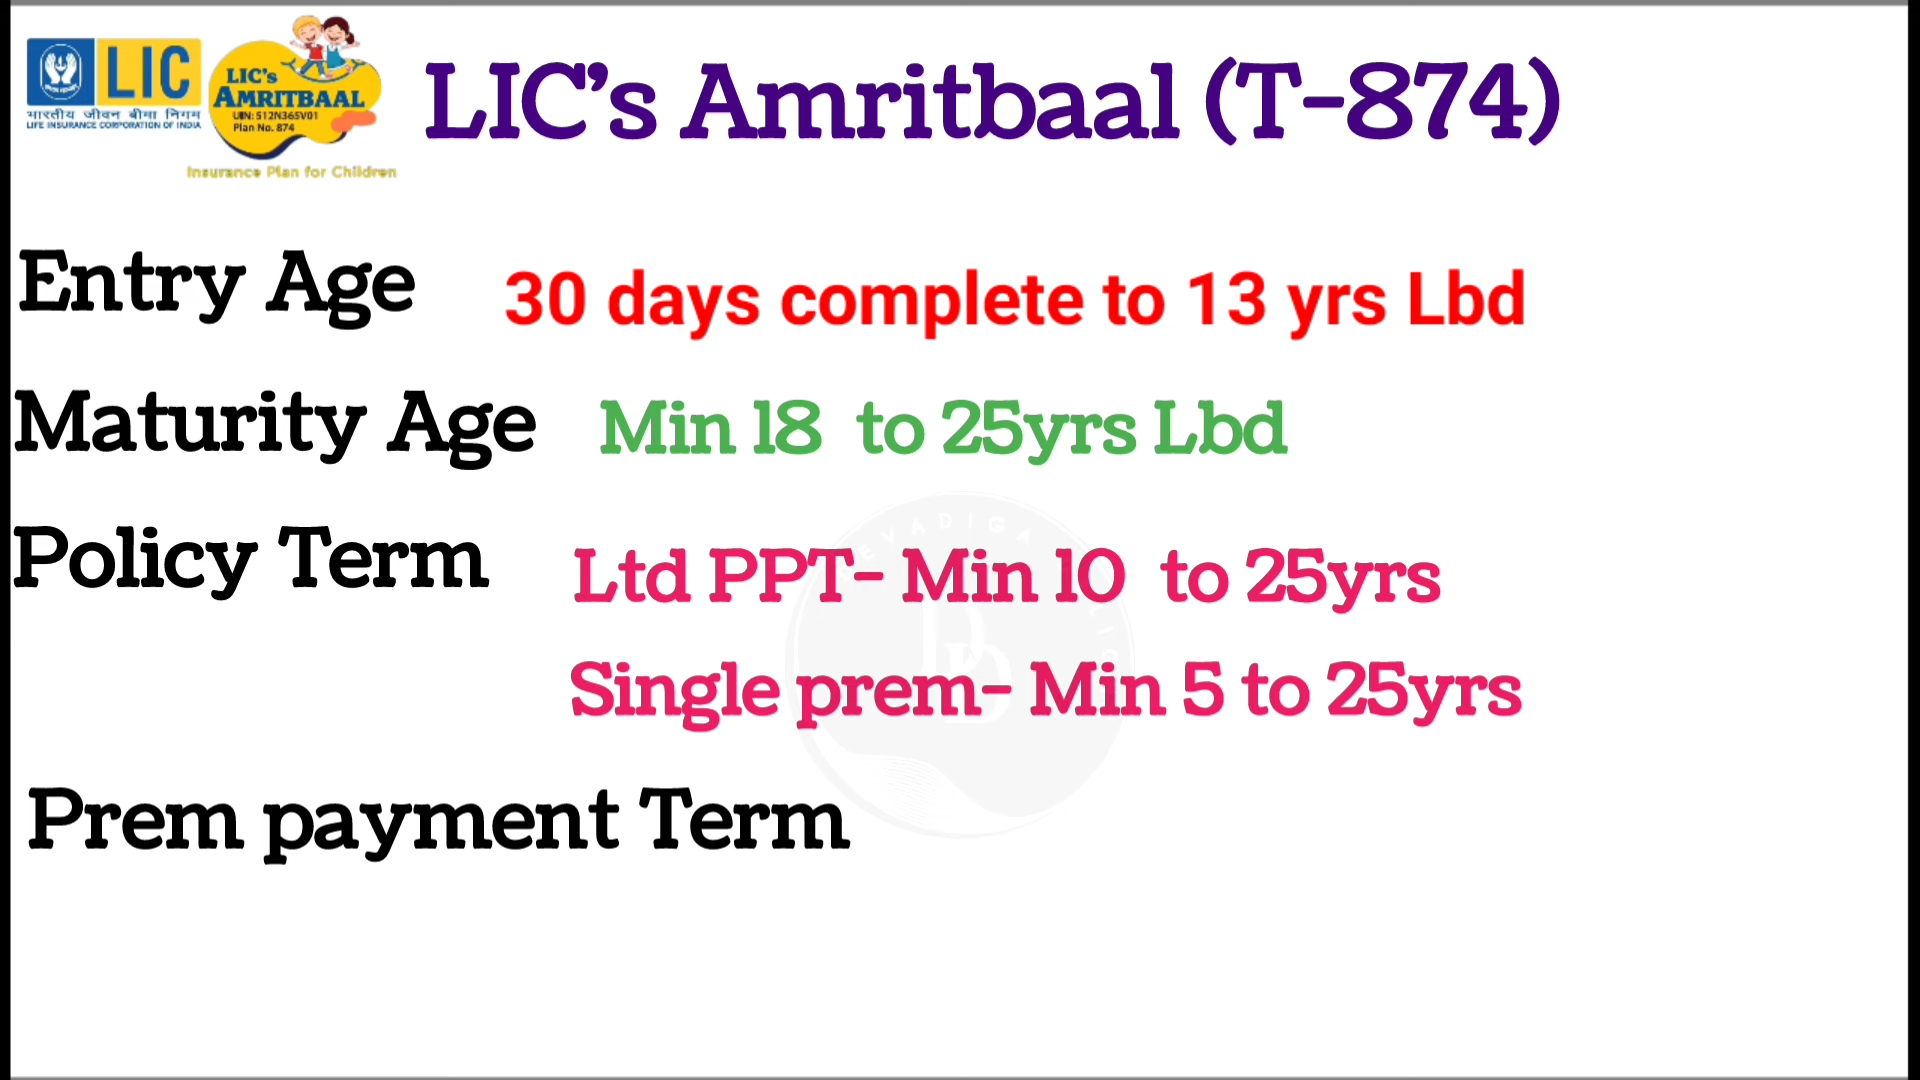 LIC
भारतीय जीवन बीमा निगम
LIFE INSURANCE CORPORATION OF INDIA
LIC's
AMRITBAAL
UIN: 512N365V01
Plan No. 874
Insurance Plan for Children
LIC's Amritbaal (T-874)
Entry Age 30 days complete to 13 yrs Lbd
Maturity Age Min 18 to 25yrs Lbd
Policy Term Ltd PPT- Min 10 to 25yrs
Single prem- Min 5 to 25yrs
Prem payment Term